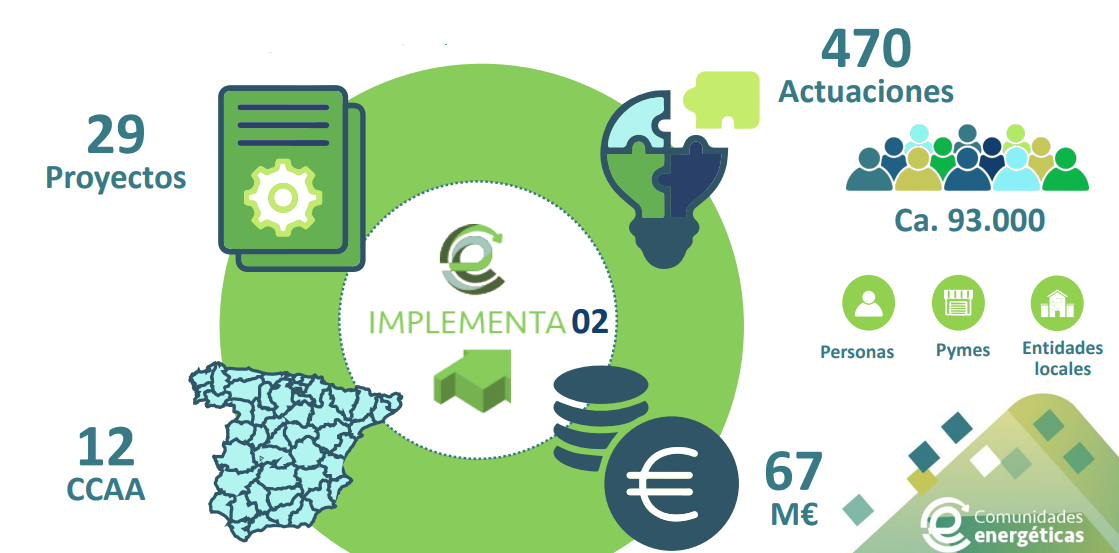 29
Proyectos
470
Actuaciones
Ca. 93.000
IMPLEMENTA 02
Personas
Pymes
Entidades
locales
12
CCAA
€
67
M€
Comunidades
energéticas